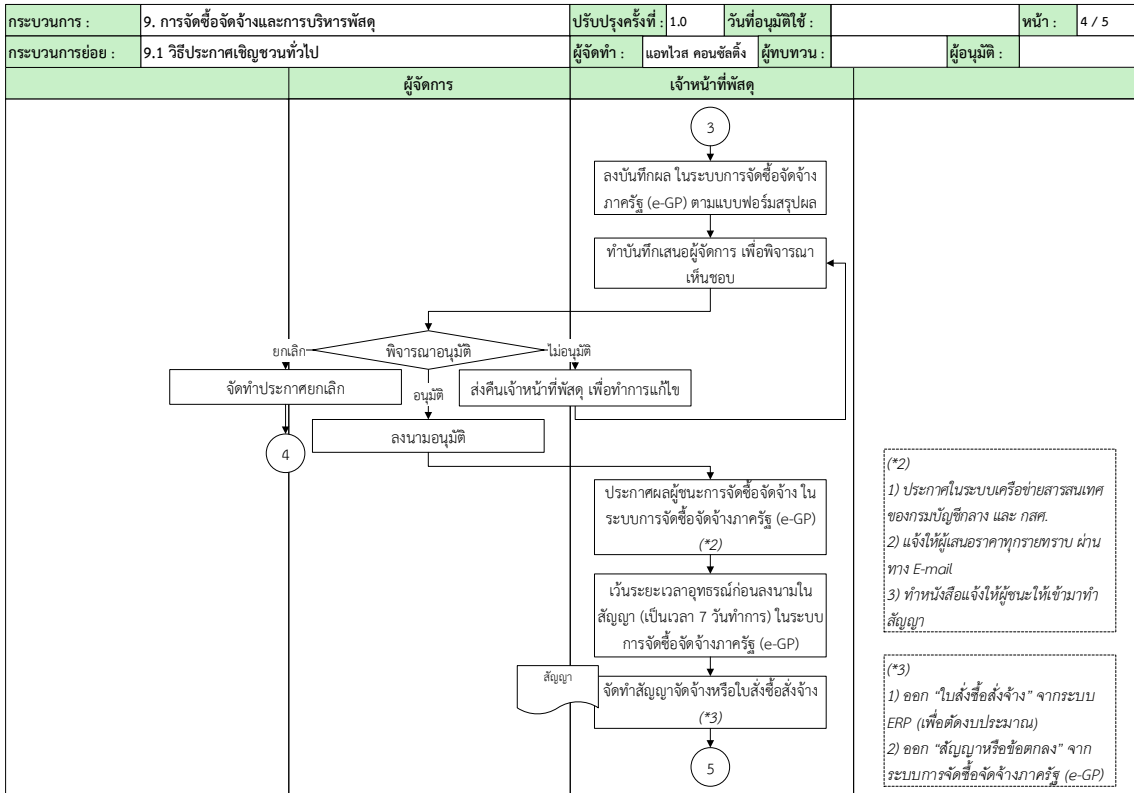 กระบวนการ : 9. การจัดซื้อจัดจ้างและการบริหารพัสดุ ปรับปรุงครั้งที่ : 1.0 วันที่อนุมัติใช้ : หน้า : 4 / 5
กระบวนการย่อย : 9.1 วิธีประกาศเชิญชวนทั่วไป ผู้จัดทำ : แอทไวส คอนซัลติ้ง ผู้ทบทวน : ผู้อนุมัติ :
ผู้จัดการ เจ้าหน้าที่พัสดุ
3
ลงบันทึกผล ในระบบการจัดซื้อจัดจ้าง
ภาครัฐ (e-GP) ตามแบบฟอร์มสรุปผล
ทำบันทึกเสนอผู้จัดการ เพื่อพิจารณา
เห็นชอบ
ยกเลิก พิจารณาอนุมัติ ไม่อนุมัติ
จัดทำประกาศยกเลิก อนุมัติ ส่งคืนเจ้าหน้าที่พัสดุ เพื่อทำการแก้ไข
4 ลงนามอนุมัติ
ประกาศผลผู้ชนะการจัดซื้อจัดจ้าง ใน
ระบบการจัดซื้อจัดจ้างภาครัฐ (e-GP)
(*2)
เว้นระยะเวลาอุทธรณ์ก่อนลงนามใน
สัญญา (เป็นเวลา 7 วันทำการ) ในระบบ
การจัดซื้อจัดจ้างภาครัฐ (e-GP)
สัญญา
จัดทำสัญญาจัดจ้างหรือใบสั่งซื้อสั่งจ้าง
(*3)
5
(*2)
1) ประกาศในระบบเครือข่ายสารสนเทศ
ของกรมบัญชีกลาง และ กสศ.
2) แจ้งให้ผู้เสนอราคาทุกรายทราบ ผ่าน
ทาง E-mail
3) ทำหนังสือแจ้งให้ผู้ชนะให้เข้ามาทำ
สัญญา
(*3)
1) ออก “ใบสั่งซื้อสั่งจ้าง” จากระบบ
ERP (เพื่อตัดงบประมาณ)
2) ออก “สัญญาหรือข้อตกลง” จาก
ระบบการจัดซื้อจัดจ้างภาครัฐ (e-GP)